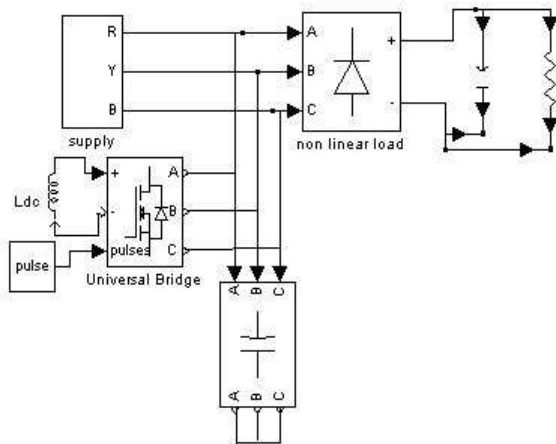 R
Y
B
supply
A
B
C
+
-
non linear load
Ldc
+
-
pulses
A
B
C
Universal Bridge
pulse
A B C
A B C